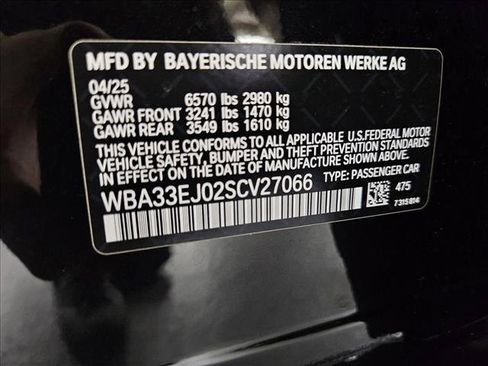 MFD BY BAYERISCHE MOTOREN WERKE AG
04/25
GVWR 6570 lbs 2980 kg
GAWR FRONT 3241 lbs 1470 kg
GAWR REAR 3549 lbs 1610 kg
THIS VEHICLE CONFORMS TO ALL APPLICABLE U.S.FEDERAL MOTOR
VEHICLE SAFETY, BUMPER AND THEFT PREVENTION STANDARDS
IN EFFECT ON THE DATE OF MANUFACTURE SHOWN ABOVE.
WBA33EJ02SCV27066 TYPE: PASSENGER CAR
475
7315814